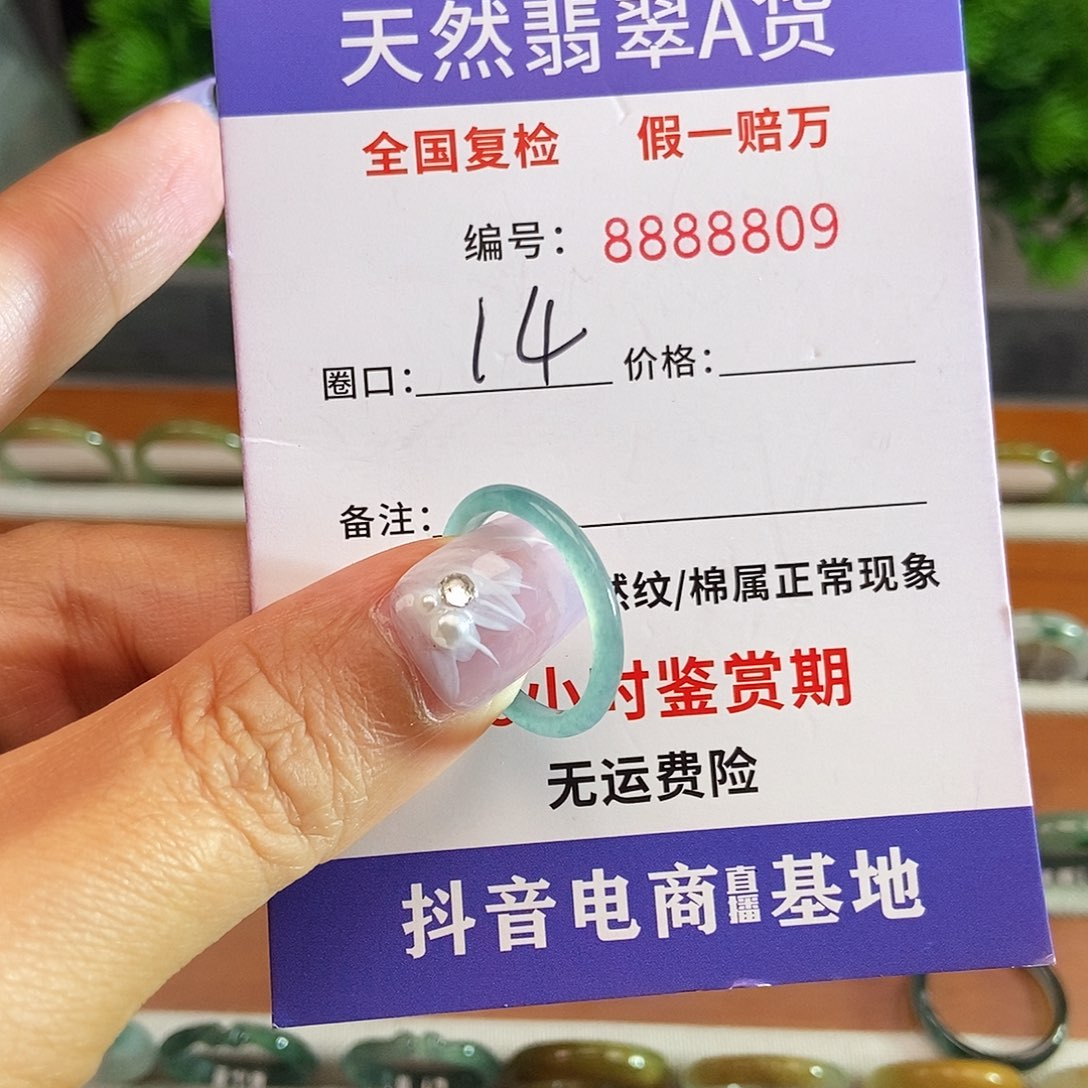 天然翡翠A货
全国复检 假一赔万
编号：8888809
圈口：14 价格：
备注：
然纹/棉属正常现象
小时鉴赏期
无运费险
抖音电商直播基地